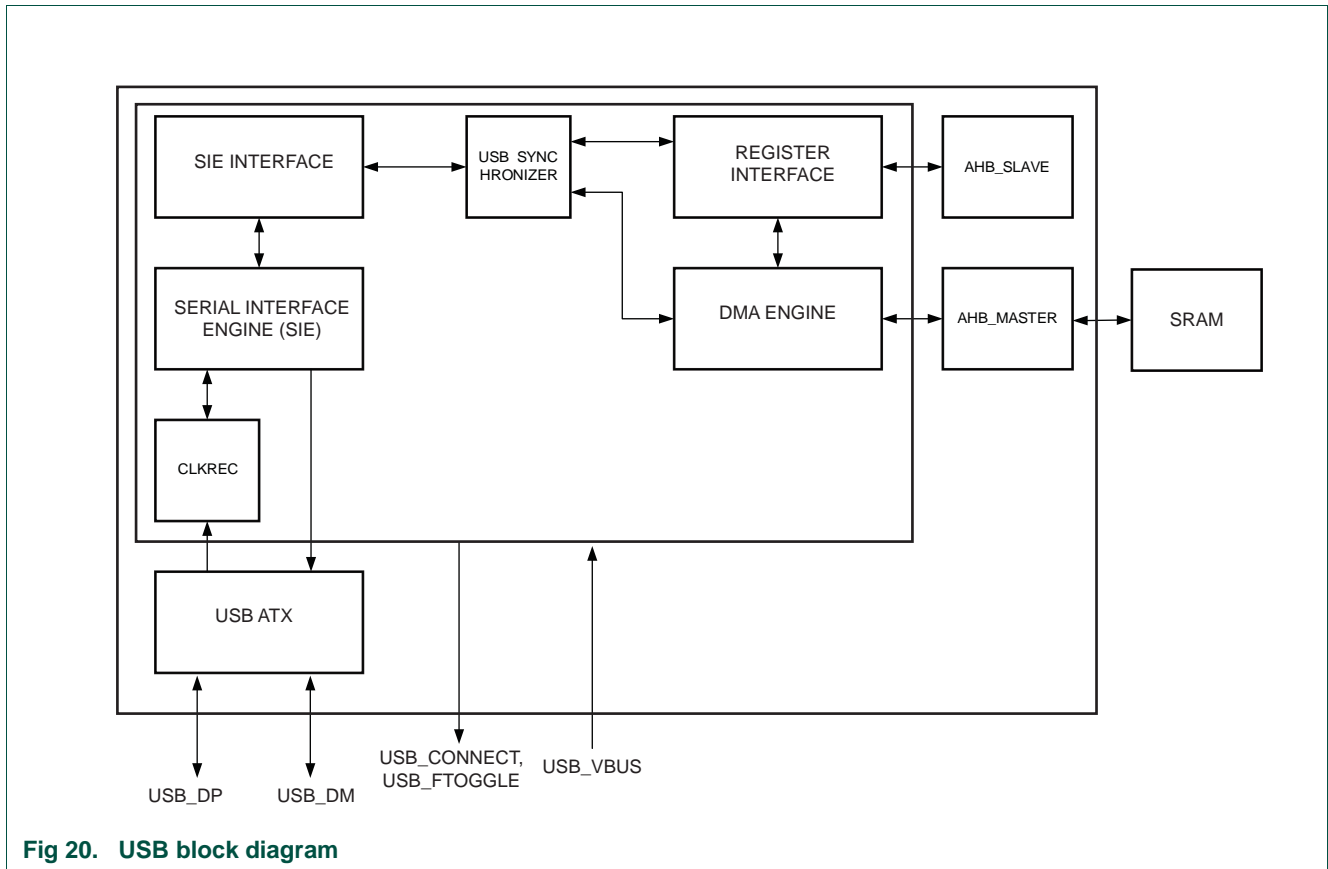 SIE INTERFACE
USB SYNC
HRONIZER
REGISTER
INTERFACE
AHB_SLAVE
SERIAL INTERFACE
ENGINE (SIE)
DMA ENGINE
AHB_MASTER
SRAM
CLKREC
USB ATX
USB_DP
USB_DM
USB_CONNECT,
USB_FTOGGLE
USB_VBUS
Fig 20. USB block diagram